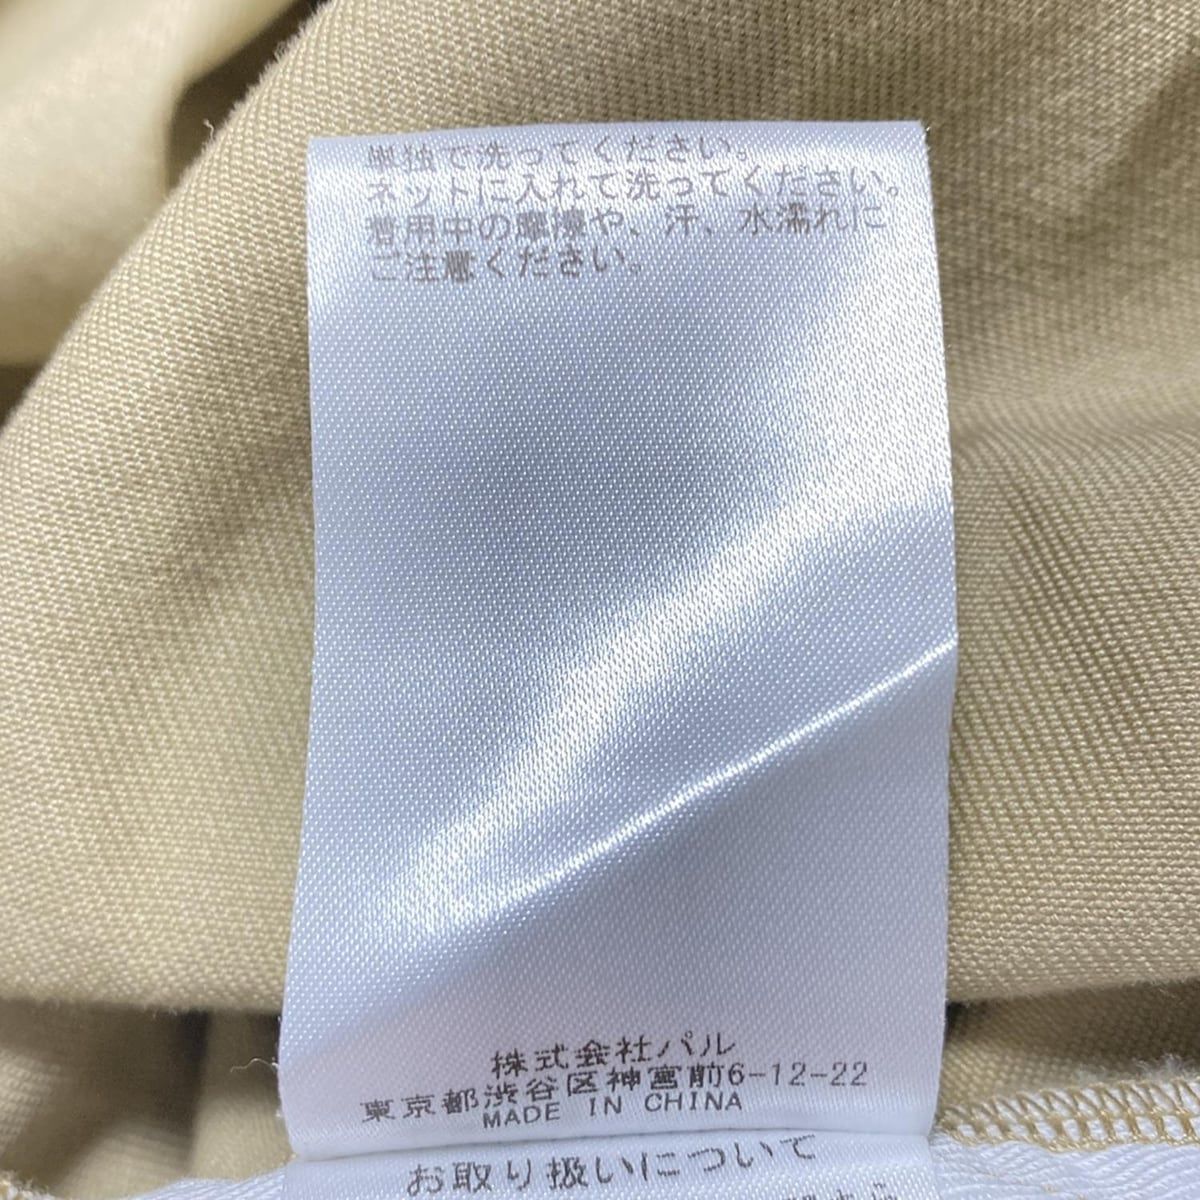 単独で洗ってください。
ネットに入れて洗ってください。
着用中の摩擦や、汗、水濡れに
ご注意ください。
株式会社パル
東京都渋谷区神宮前6-12-22
MADE IN CHINA
お取り扱いについて